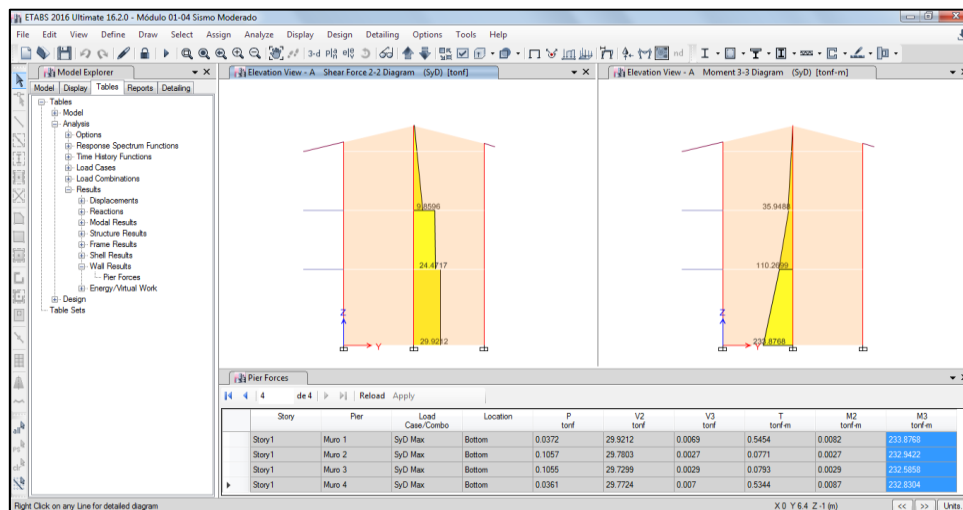 ETABS 2016 Ultimate 16.2.0 - Módulo 01-04 Sismo Moderado
File Edit View Define Draw Select Assign Analyze Display Design Detailing Options Tools Help
3-d nd
Model Explorer
Model Display Tables Reports Detailing
Tables
Model
Analysis
Options
Response Spectrum Functions
Time History Functions
Load Cases
Load Combinations
Results
Displacements
Reactions
Modal Results
Structure Results
Frame Results
Shell Results
Wall Results
Pier Forces
Energy/Virtual Work
Design
Table Sets
Elevation View - A Shear Force 2-2 Diagram (SyD) [tonf]
9.8596
24.4717
29.9212
Z
Y
Elevation View - A Moment 3-3 Diagram (SyD) [tonf-m]
35.9488
110.2699
233.8768
Z
Y
Pier Forces
4 de 4 Reload Apply
Story Pier Load Case/Combo Location P tonf V2 tonf V3 tonf T tonf-m M2 tonf-m M3 tonf-m
Story1 Muro 1 SyD Max Bottom 0.0372 29.9212 0.0069 0.5454 0.0082 233.8768
Story1 Muro 2 SyD Max Bottom 0.1057 29.7803 0.0027 0.0771 0.0027 232.9422
Story1 Muro 3 SyD Max Bottom 0.1055 29.7299 0.0029 0.0793 0.0029 232.5858
Story1 Muro 4 SyD Max Bottom 0.0361 29.7724 0.007 0.5344 0.0087 232.8304
Right Click on any Line for detailed diagram X 0 Y 6.4 Z -1 (m) << >> Units..